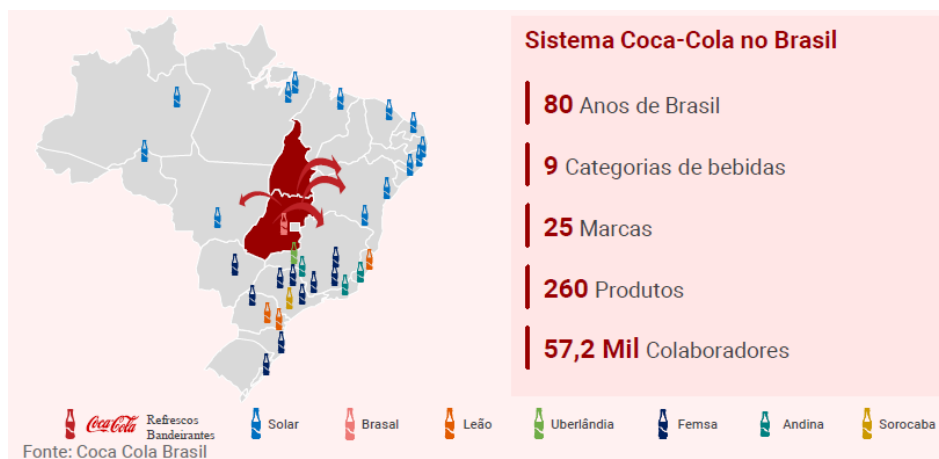 Sistema Coca-Cola no Brasil
80 Anos de Brasil
9 Categorias de bebidas
25 Marcas
260 Produtos
57,2 Mil Colaboradores
Coca-Cola Refrescos
Bandeirantes
Solar
Brasal
Leão
Uberlândia
Femsa
Andina
Sorocaba
Fonte: Coca Cola Brasil